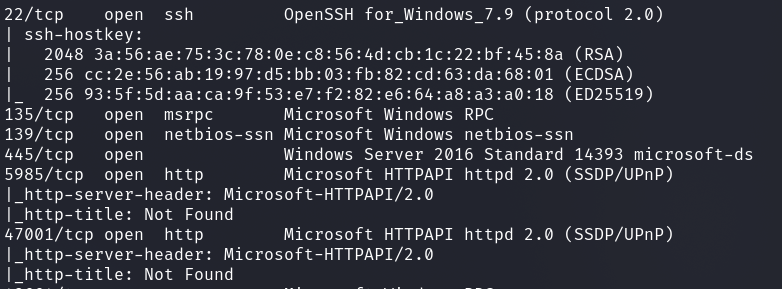 22/tcp    open  ssh          OpenSSH for_Windows_7.9 (protocol 2.0)
| ssh-hostkey:
|   2048 3a:56:ae:75:3c:78:0e:c8:56:4d:cb:1c:22:bf:45:8a (RSA)
|   256 cc:2e:56:ab:19:97:d5:bb:03:fb:82:cd:63:da:68:01 (ECDSA)
|_  256 93:5f:5d:aa:ca:9f:53:e7:f2:82:e6:64:a8:a3:a0:18 (ED25519)
135/tcp   open  msrpc        Microsoft Windows RPC
139/tcp   open  netbios-ssn  Microsoft Windows netbios-ssn
445/tcp   open               Windows Server 2016 Standard 14393 microsoft-ds
5985/tcp  open  http         Microsoft HTTPAPI httpd 2.0 (SSDP/UPnP)
|_http-server-header: Microsoft-HTTPAPI/2.0
|_http-title: Not Found
47001/tcp open  http         Microsoft HTTPAPI httpd 2.0 (SSDP/UPnP)
|_http-server-header: Microsoft-HTTPAPI/2.0
|_http-title: Not Found